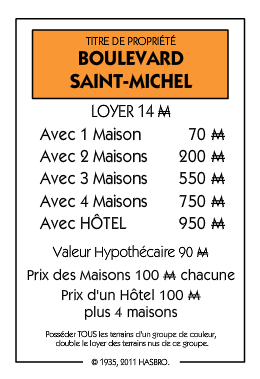 TITRE DE PROPRIÉTÉ
BOULEVARD
SAINT-MICHEL
LOYER 14 ₩
Avec 1 Maison 70 ₩
Avec 2 Maisons 200 ₩
Avec 3 Maisons 550 ₩
Avec 4 Maisons 750 ₩
Avec HÔTEL 950 ₩
Valeur Hypothécaire 90 ₩
Prix des Maisons 100 ₩ chacune
Prix d'un Hôtel 100 ₩
plus 4 maisons
Posséder TOUS les terrains d'un groupe de couleur,
double le loyer des terrains nus de ce groupe.
© 1935, 2011 HASBRO.